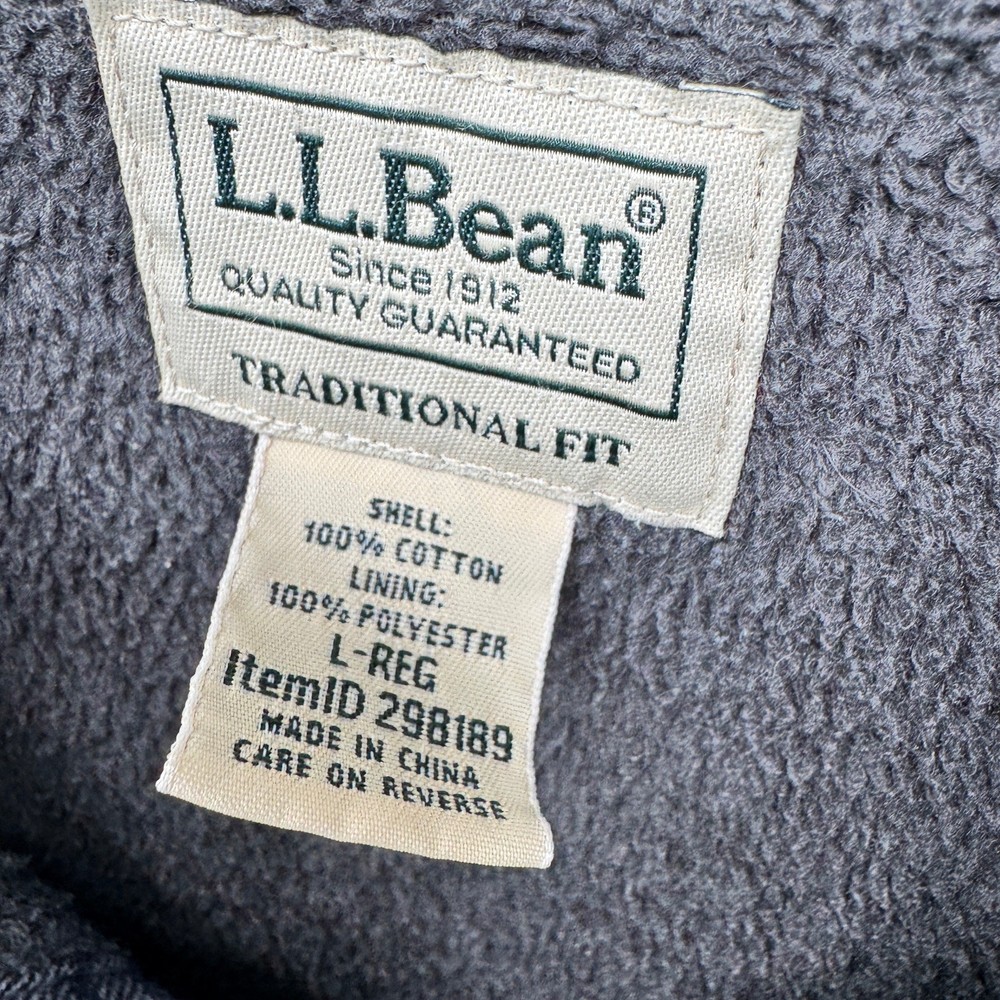 L.L.Bean®
Since 1912
QUALITY GUARANTEED
TRADITIONAL FIT
SHELL:
100% COTTON
LINING:
100% POLYESTER
L-REG
ItemID 298189
MADE IN CHINA
CARE ON REVERSE